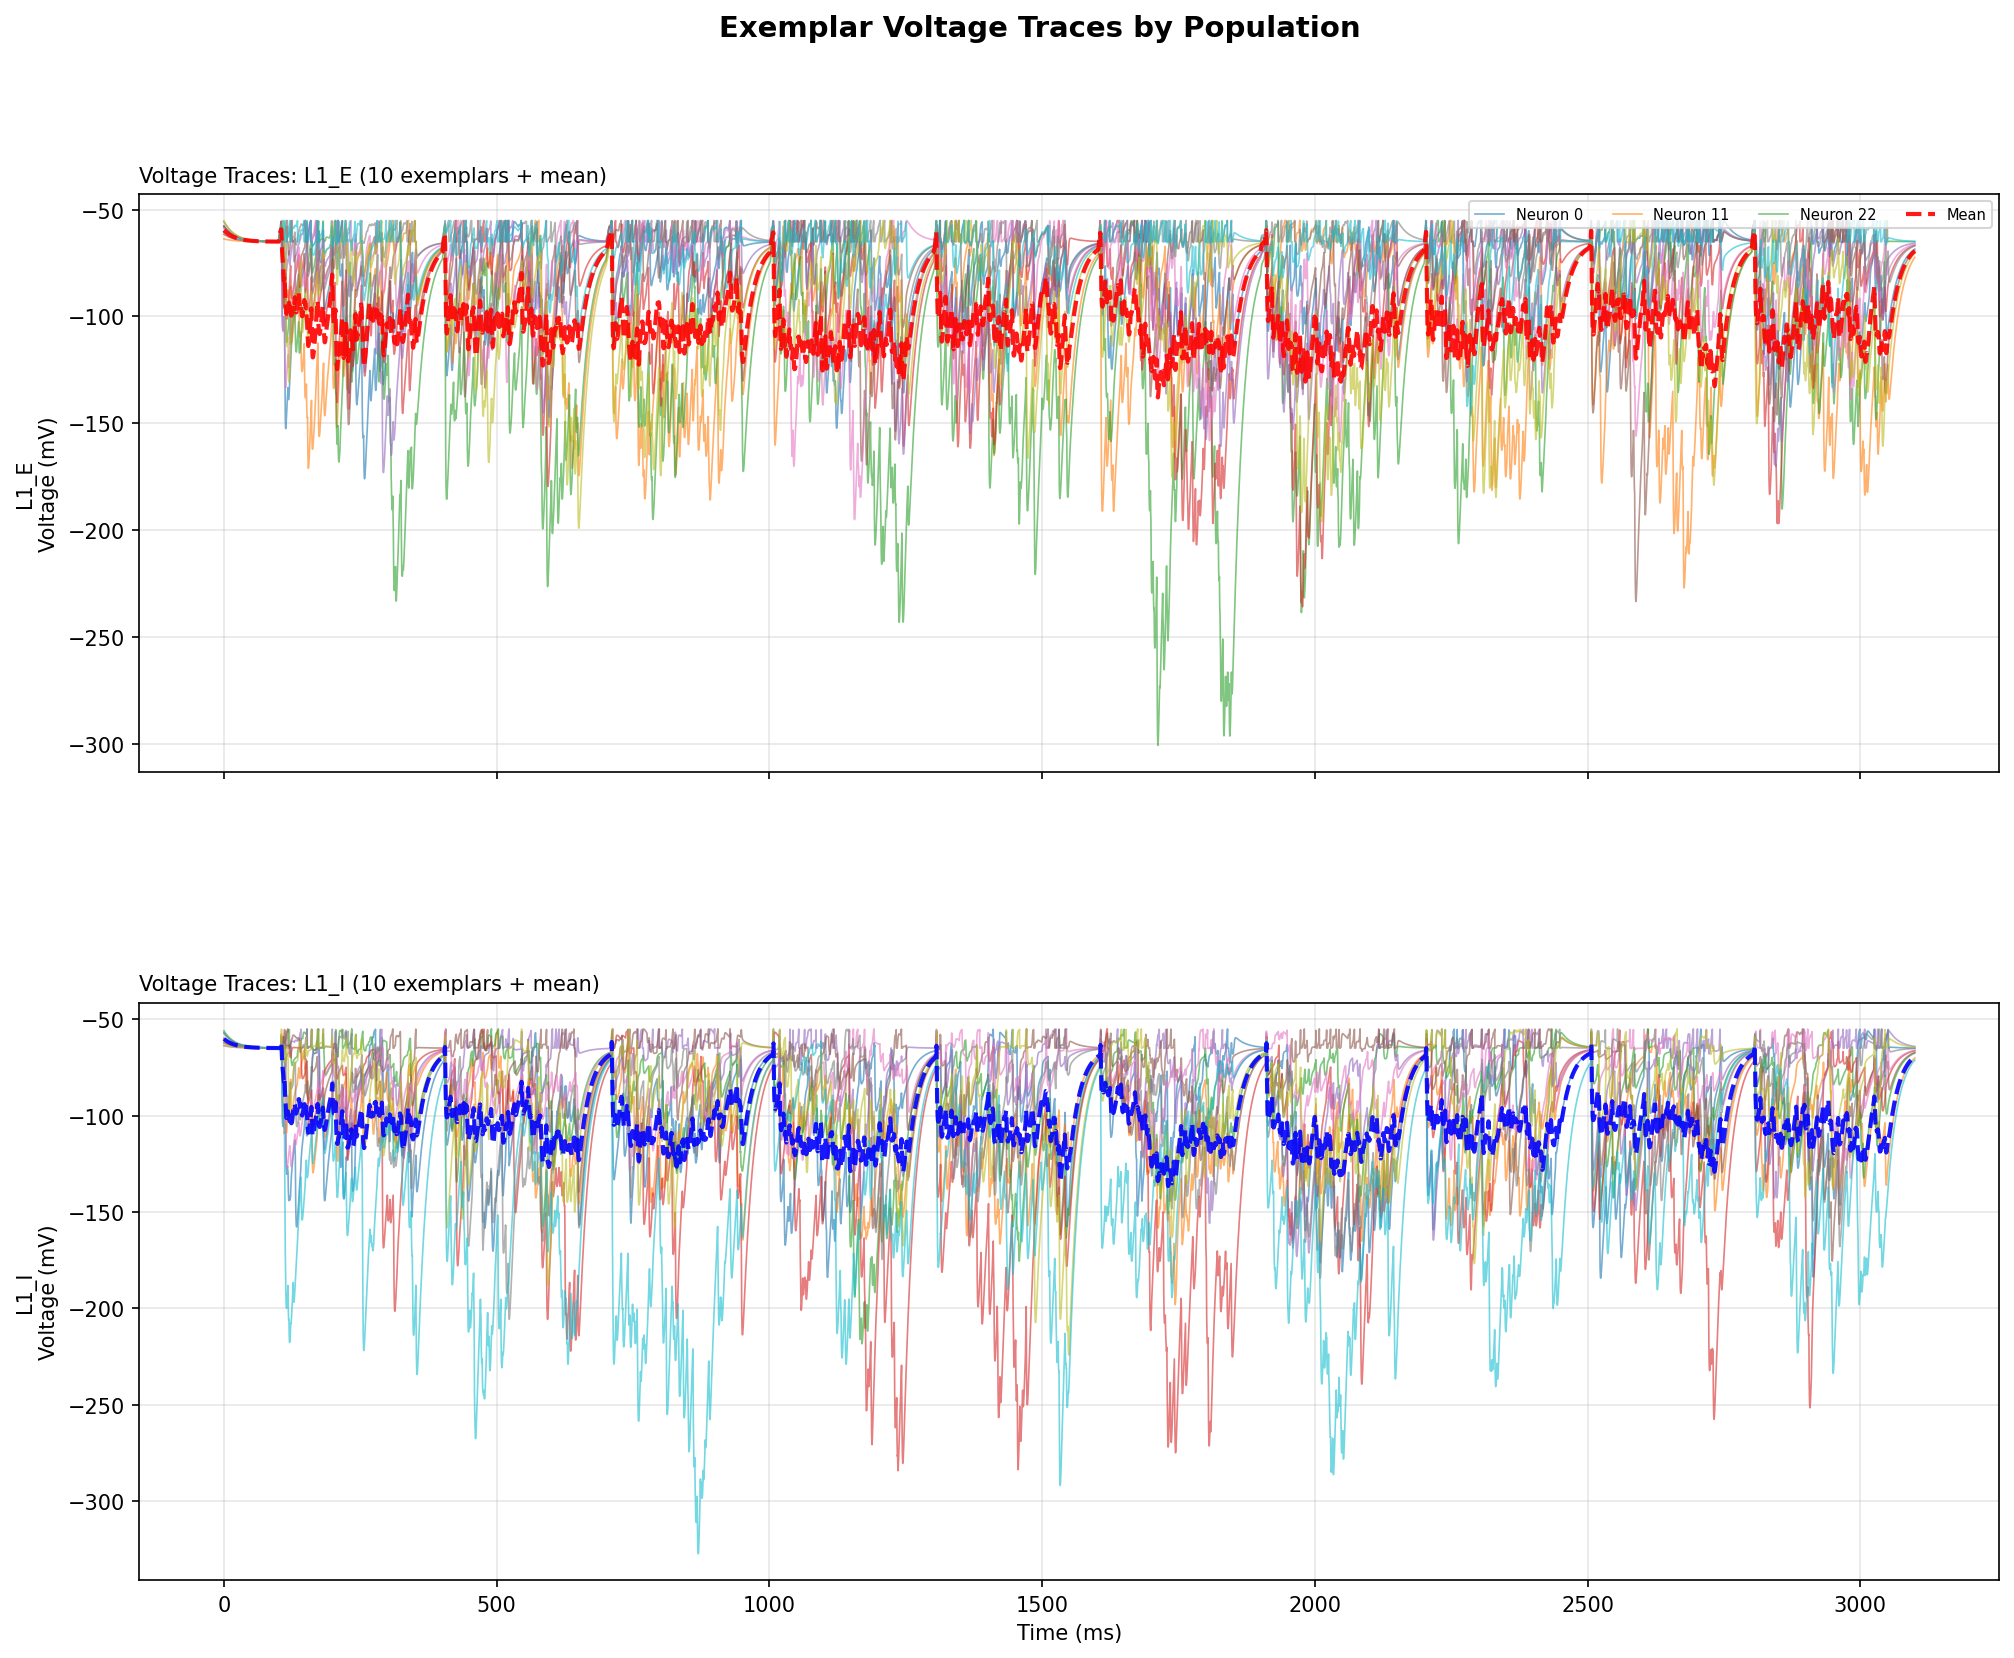 Exemplar Voltage Traces by Population
Voltage Traces: L1_E (10 exemplars + mean)
Neuron 0 Neuron 11 Neuron 22 Mean
L1_E
Voltage (mV)
−50
−100
−150
−200
−250
−300
Voltage Traces: L1_I (10 exemplars + mean)
L1_I
Voltage (mV)
−50
−100
−150
−200
−250
−300
0 500 1000 1500 2000 2500 3000
Time (ms)